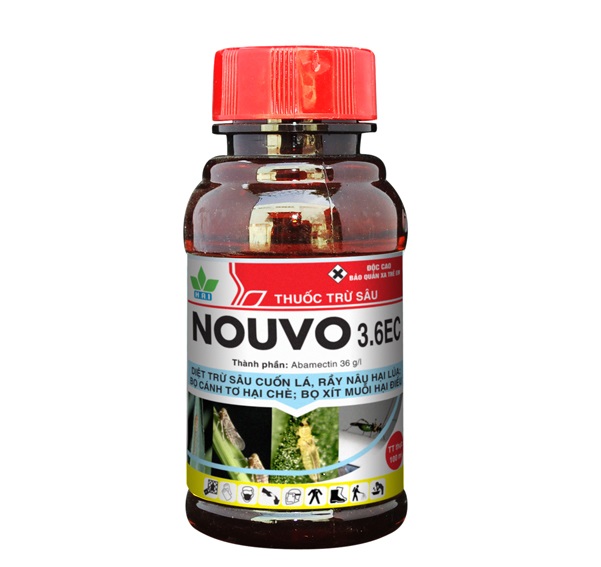 ĐỘC CAO
BẢO QUẢN XA TRẺ EM
HAI
THUỐC TRỪ SÂU
NOUVO 3.6EC
Thành phần: Abamectin 36 g/l
DIỆT TRỪ SÂU CUỐN LÁ, RẦY NÂU HẠI LÚA;
BỌ CÁNH TƠ HẠI CHÈ; BỌ XÍT MUỖI HẠI ĐIỀU
100